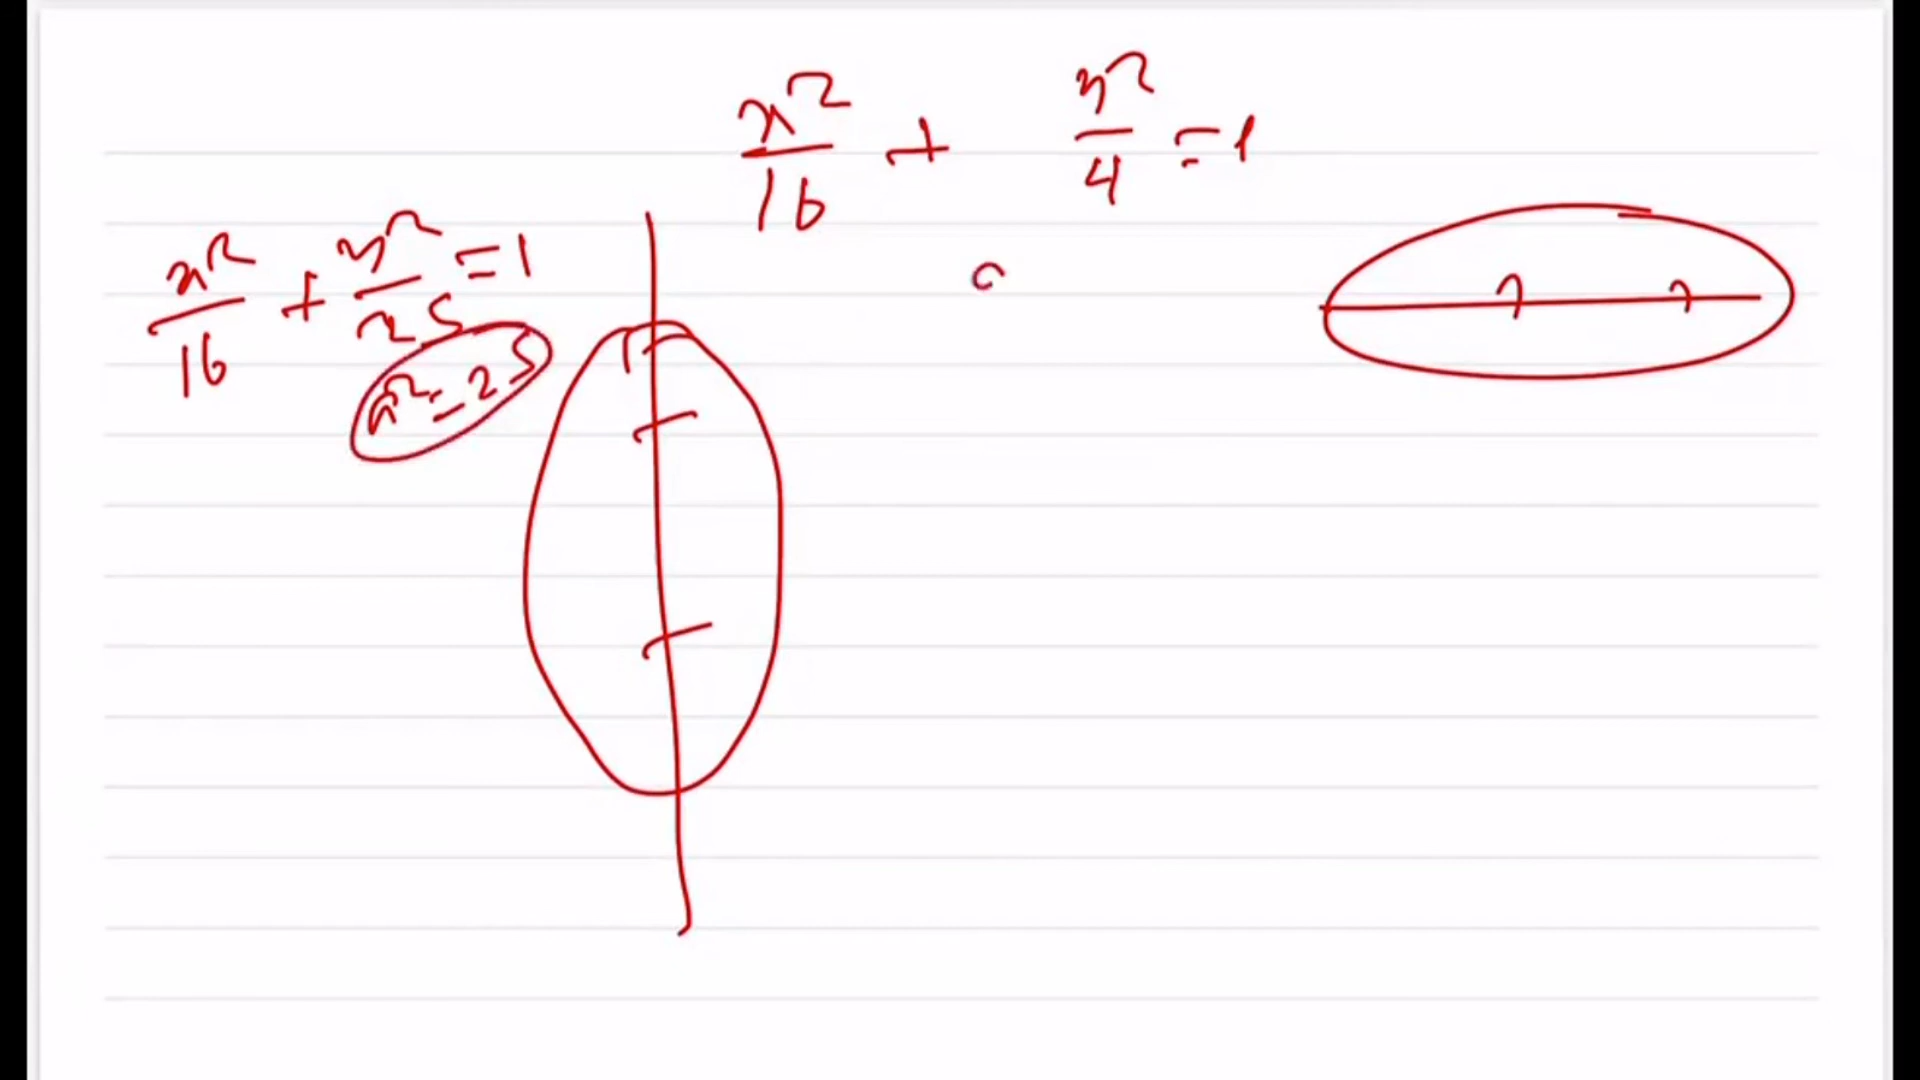 x²/16 + y²/4 = 1
x²/16 + y²/25 = 1
a² = 25